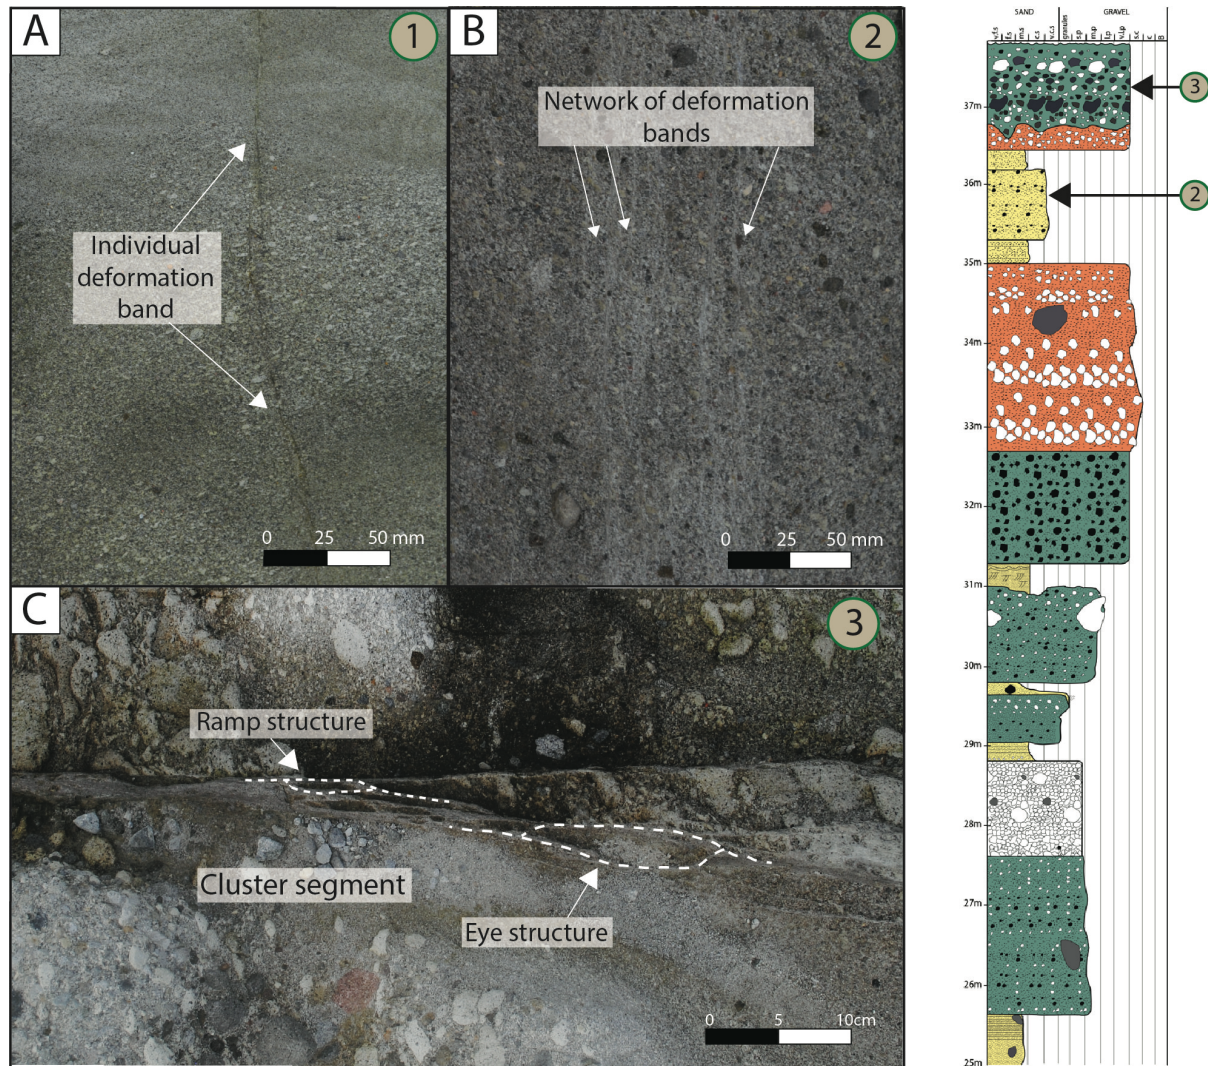 A
1
Individual
deformation
band
0 25 50 mm
B
2
Network of deformation
bands
0 25 50 mm
C
3
Ramp structure
Cluster segment
Eye structure
0 5 10cm
SAND GRAVEL
v.f.s f.s m.s c.s v.c.s granules s.p m.p l.p v.l.p s.c c B
37m
3
36m
2
35m
34m
33m
32m
31m
30m
29m
28m
27m
26m
25m